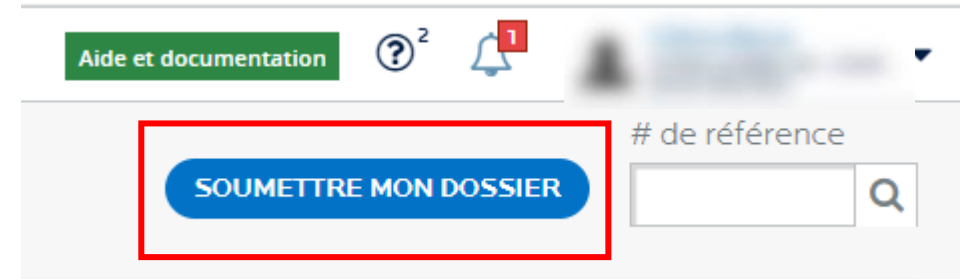 Aide et documentation
2
1
# de référence
SOUMETTRE MON DOSSIER